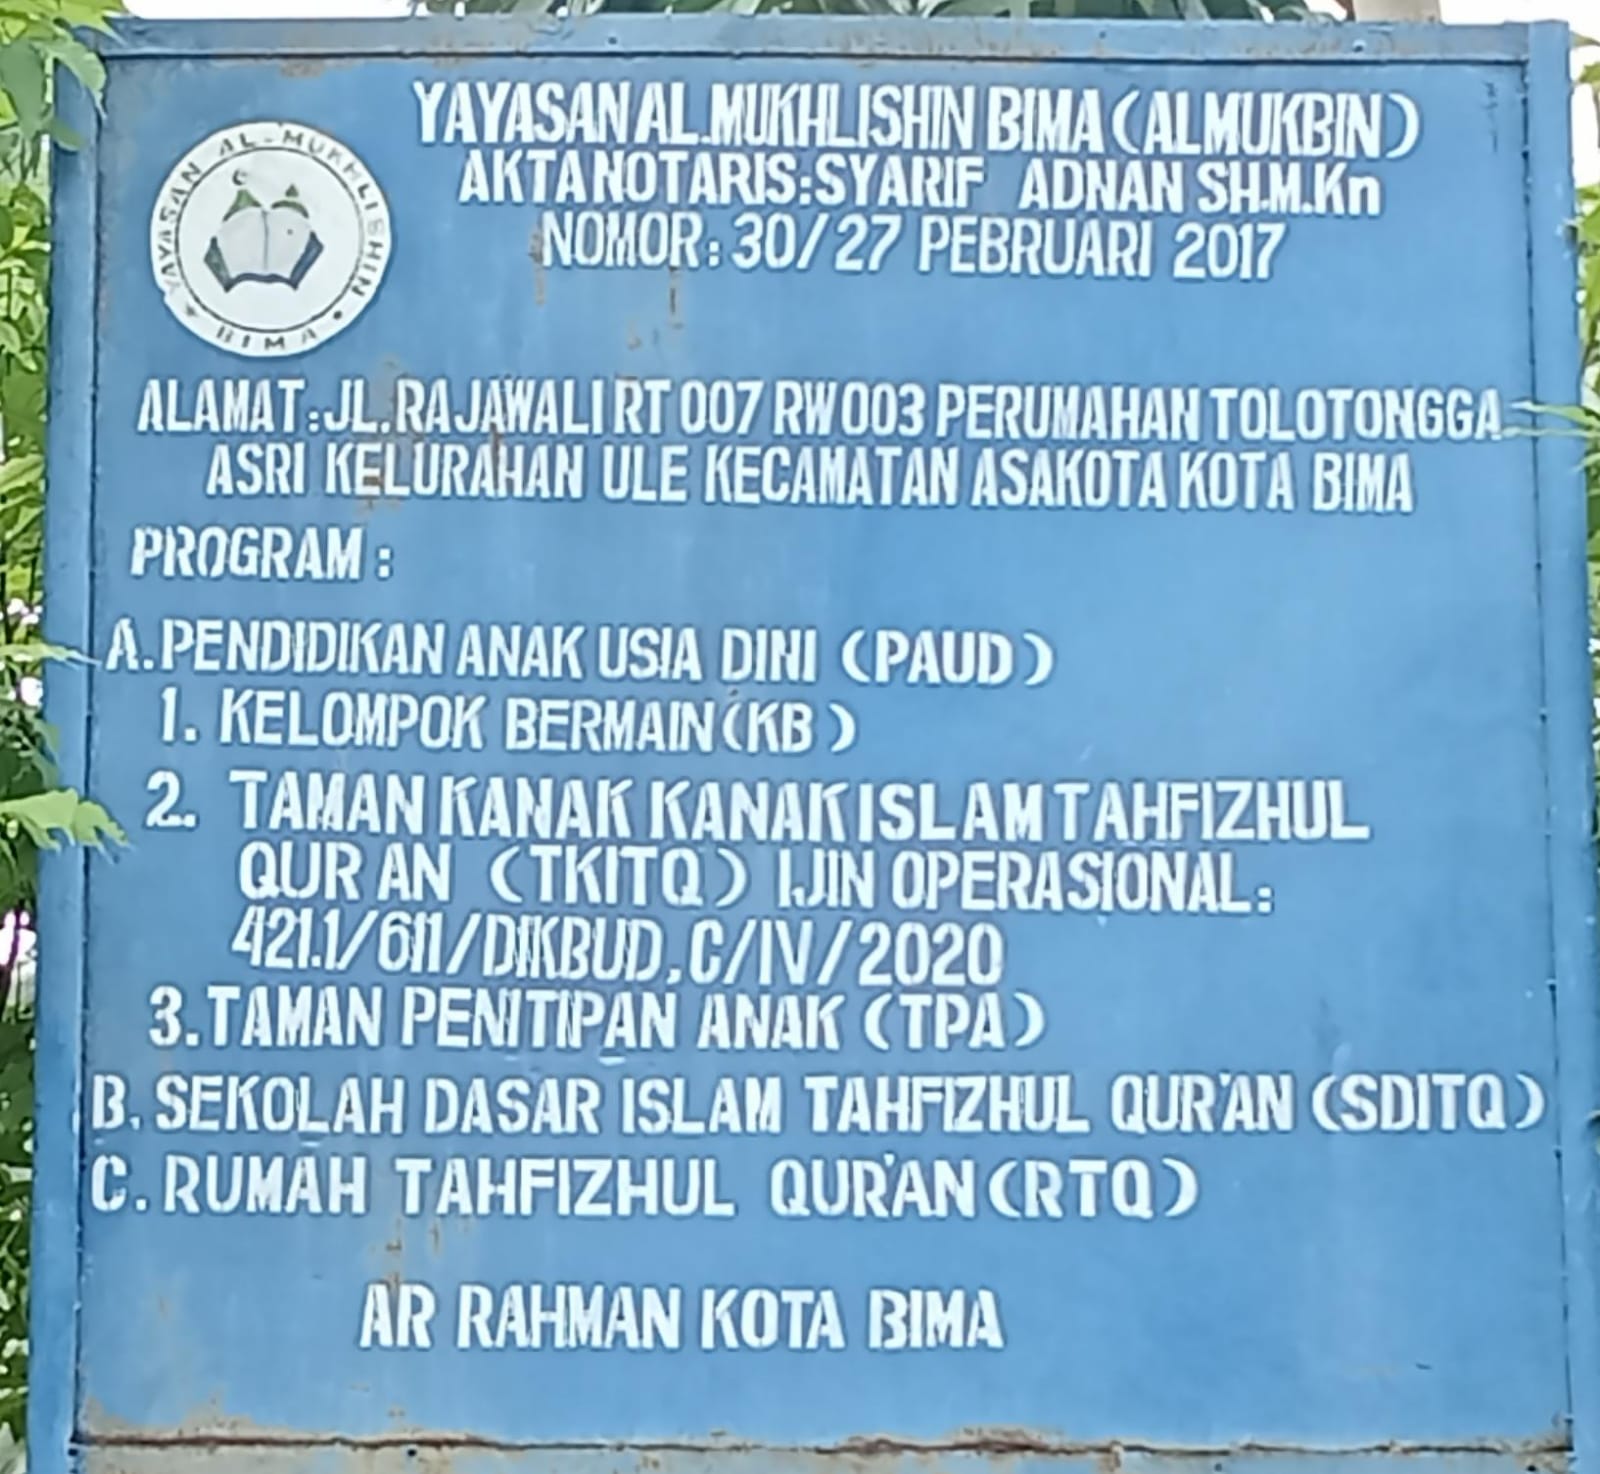 YAYASAN AL.MUKHLISHIN BIMA (ALMUKBIN)
AKTA NOTARIS:SYARIF ADNAN SH.M.Kn
NOMOR: 30/27 PEBRUARI 2017
YAYASAN AL-MUKHLISHIN
BIMA
ALAMAT:JL.RAJAWALI RT 007 RW 003 PERUMAHAN TOLOTONGGA
ASRI KELURAHAN ULE KECAMATAN ASAKOTA KOTA BIMA
PROGRAM :
A.PENDIDIKAN ANAK USIA DINI (PAUD)
1. KELOMPOK BERMAIN (KB)
2. TAMAN KANAK KANAK ISLAM TAHFIZHUL
QUR AN (TKITQ) IJIN OPERASIONAL:
421.1/611/DIKBUD,C/IV/2020
3.TAMAN PENITIPAN ANAK (TPA)
B. SEKOLAH DASAR ISLAM TAHFIZHUL QUR'AN (SDITQ)
C. RUMAH TAHFIZHUL QUR'AN (RTQ)
AR RAHMAN KOTA BIMA